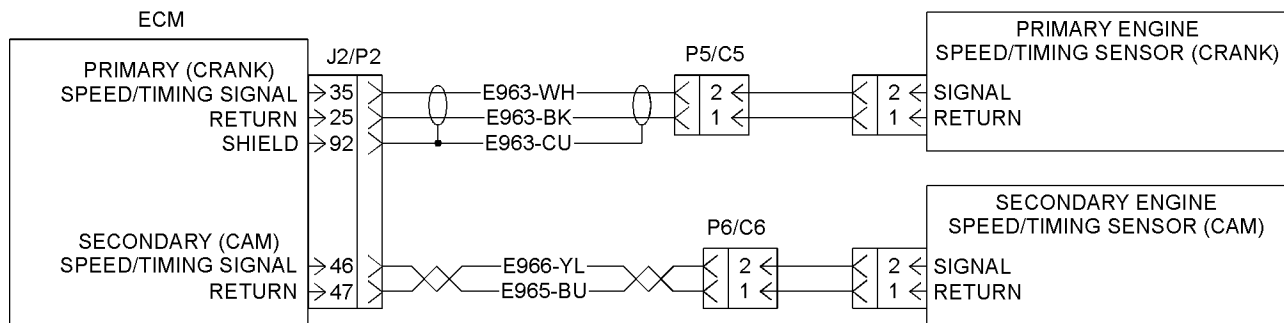 ECM
J2/P2
PRIMARY (CRANK)
SPEED/TIMING SIGNAL
35
RETURN
25
SHIELD
92
SECONDARY (CAM)
SPEED/TIMING SIGNAL
46
RETURN
47
E963-WH
E963-BK
E963-CU
E966-YL
E965-BU
P5/C5
2
1
P6/C6
2
1
PRIMARY ENGINE
SPEED/TIMING SENSOR (CRANK)
2 SIGNAL
1 RETURN
SECONDARY ENGINE
SPEED/TIMING SENSOR (CAM)
2 SIGNAL
1 RETURN